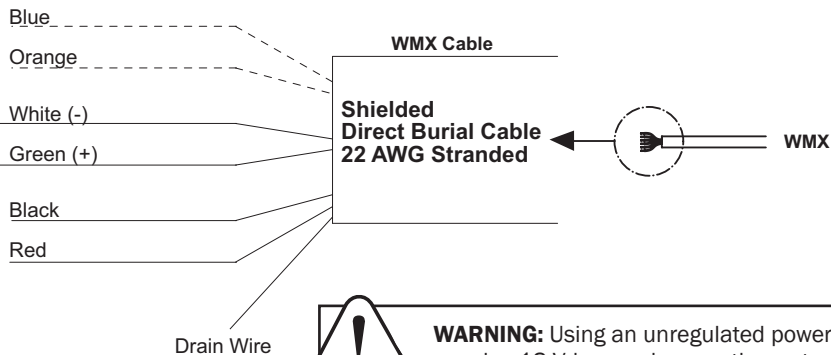 Blue
Orange
White (-)
Green (+)
Black
Red
Drain Wire
WMX Cable
Shielded
Direct Burial Cable
22 AWG Stranded
WMX
WARNING: Using an unregulated power